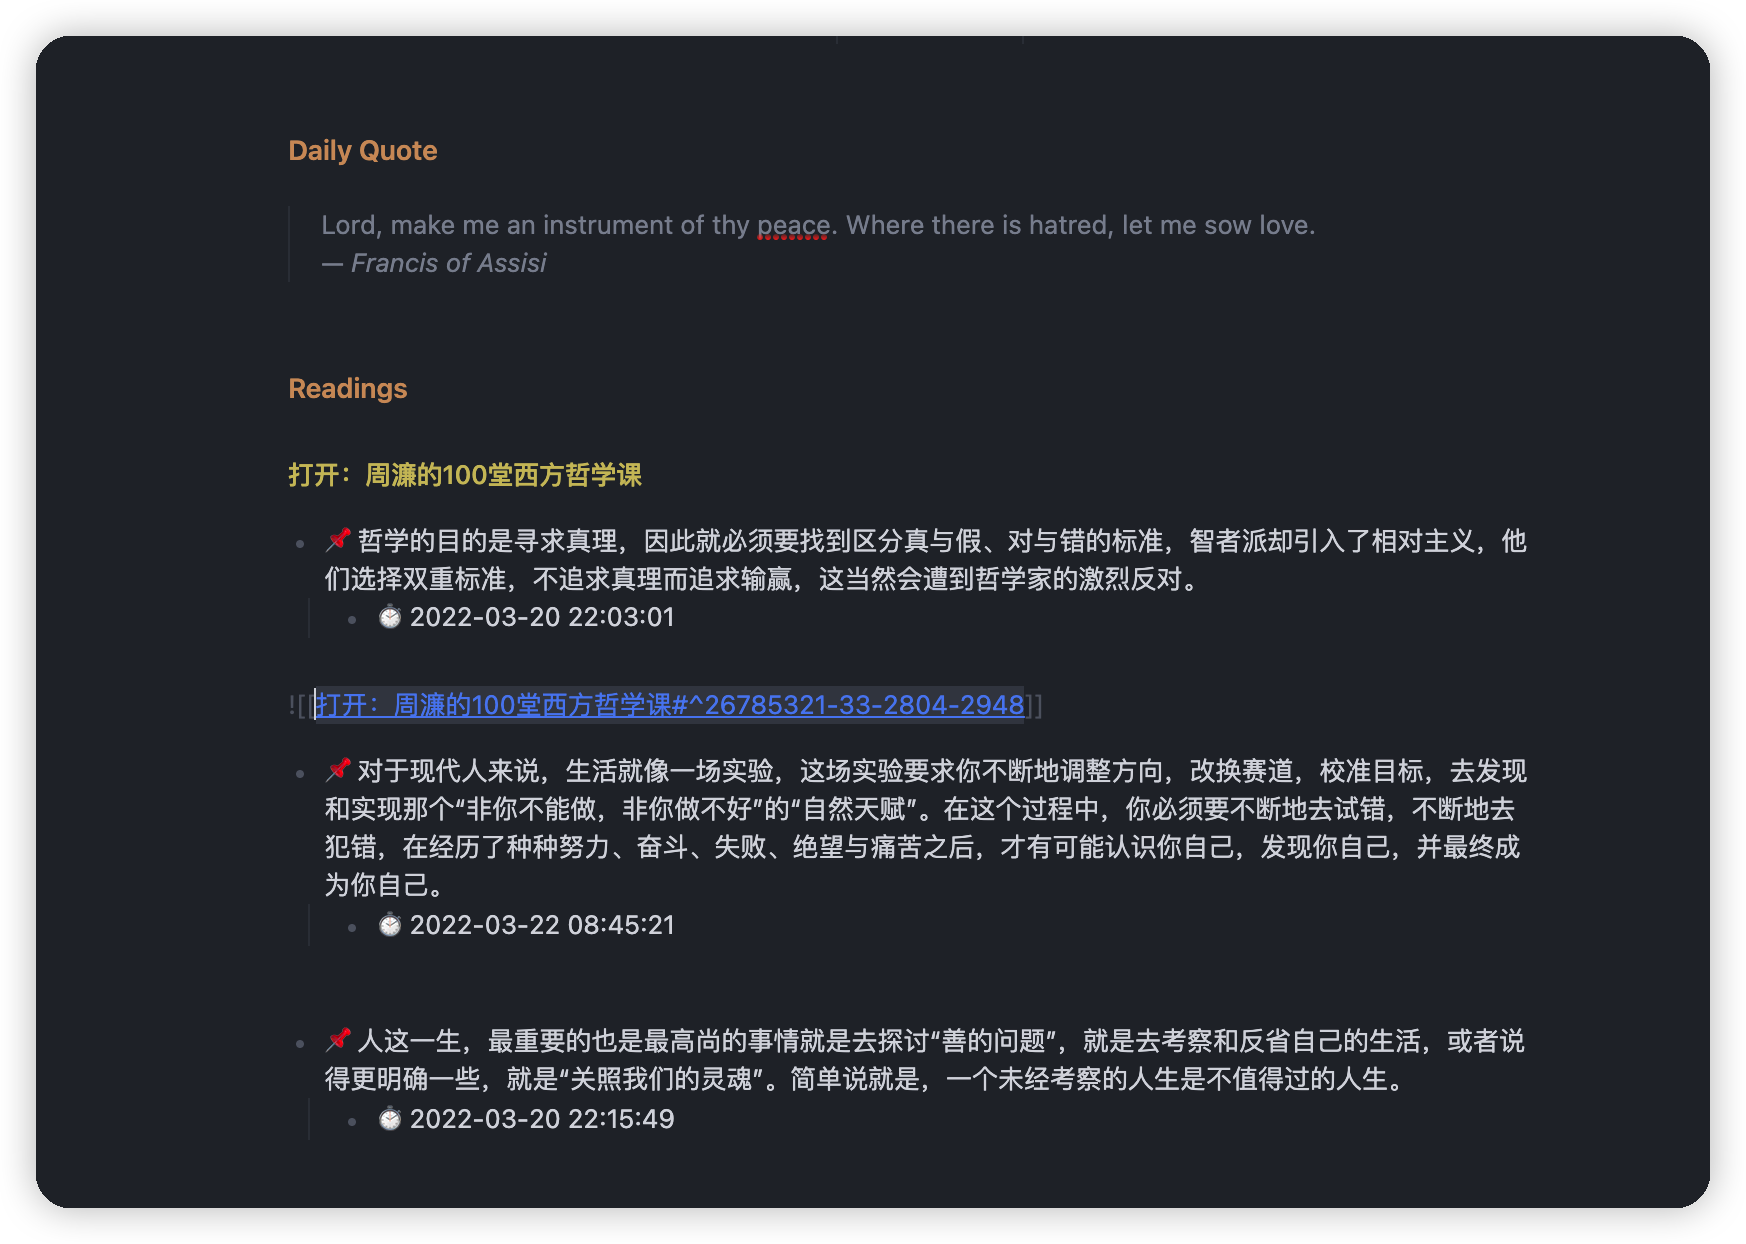 Daily Quote
Lord, make me an instrument of thy peace. Where there is hatred, let me sow love.
— Francis of Assisi
Readings
打开：周濂的100堂西方哲学课
📌 哲学的目的是寻求真理，因此就必须要找到区分真与假、对与错的标准，智者派却引入了相对主义，他
们选择双重标准，不追求真理而追求输赢，这当然会遭到哲学家的激烈反对。
⏱ 2022-03-20 22:03:01
![[打开：周濂的100堂西方哲学课#^26785321-33-2804-2948]]
📌 对于现代人来说，生活就像一场实验，这场实验要求你不断地调整方向，改换赛道，校准目标，去发现
和实现那个“非你不能做，非你做不好”的“自然天赋”。在这个过程中，你必须要不断地去试错，不断地去
犯错，在经历了种种努力、奋斗、失败、绝望与痛苦之后，才有可能认识你自己，发现你自己，并最终成
为你自己。
⏱ 2022-03-22 08:45:21
📌 人这一生，最重要的也是最高尚的事情就是去探讨“善的问题”，就是去考察和反省自己的生活，或者说
得更明确一些，就是“关照我们的灵魂”。简单说就是，一个未经考察的人生是不值得过的人生。
⏱ 2022-03-20 22:15:49